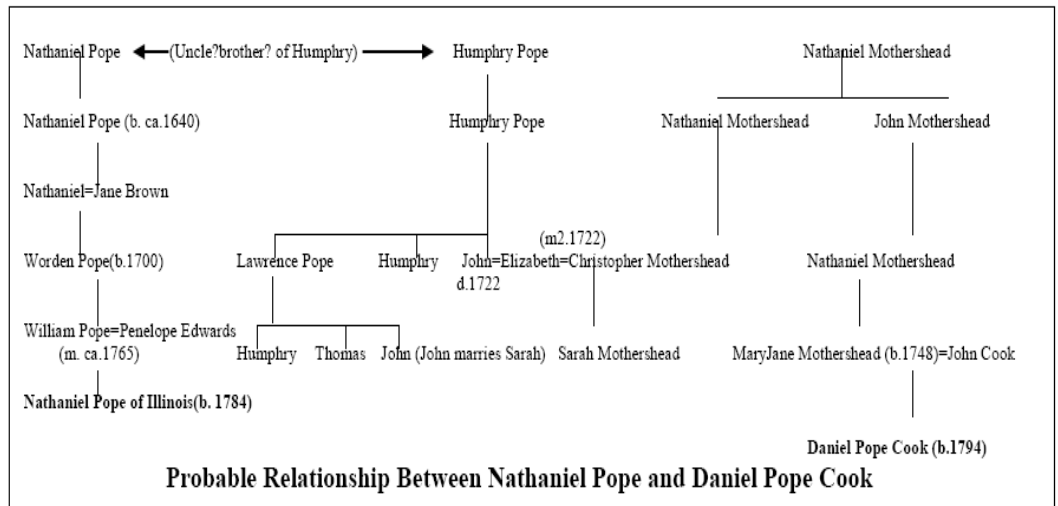 Nathaniel Pope (Uncle?brother? of Humphry) Humphry Pope Nathaniel Mothershead
Nathaniel Pope (b. ca.1640) Humphry Pope Nathaniel Mothershead John Mothershead
Nathaniel=Jane Brown
(m2.1722)
Worden Pope(b.1700) Lawrence Pope Humphry John=Elizabeth=Christopher Mothershead Nathaniel Mothershead
d.1722
William Pope=Penelope Edwards
(m. ca.1765) Humphry Thomas John (John marries Sarah) Sarah Mothershead MaryJane Mothershead (b.1748)=John Cook
Nathaniel Pope of Illinois(b. 1784)
Daniel Pope Cook (b.1794)
Probable Relationship Between Nathaniel Pope and Daniel Pope Cook